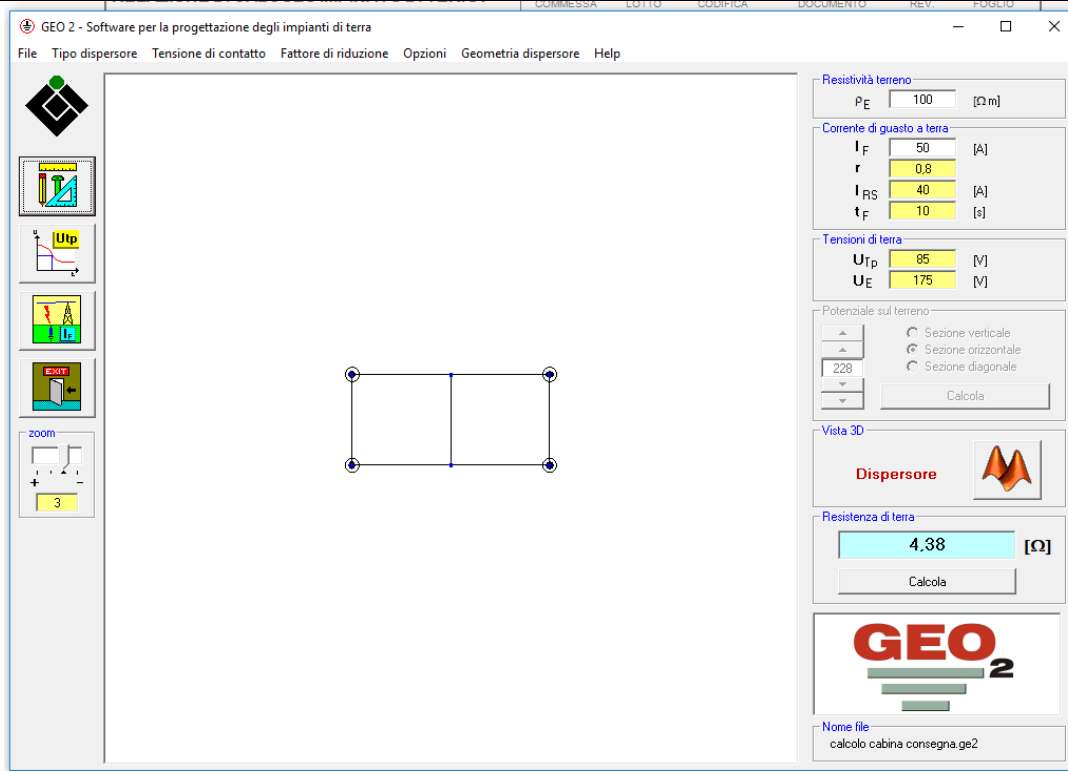 COMMESSA LOTTO CODIFICA DOCUMENTO REV. FOGLIO
GEO 2 - Software per la progettazione degli impianti di terra
File Tipo dispersore Tensione di contatto Fattore di riduzione Opzioni Geometria dispersore Help
Utp
IF
EXIT
zoom
+ -
3
Resistività terreno
ρE 100 [Ω m]
Corrente di guasto a terra
IF 50 [A]
r 0,8
IRS 40 [A]
tF 10 [s]
Tensioni di terra
UTp 85 [V]
UE 175 [V]
Potenziale sul terreno
Sezione verticale
Sezione orizzontale
228 Sezione diagonale
Calcola
Vista 3D
Dispersore
Resistenza di terra
4,38 [Ω]
Calcola
GEO 2
Nome file
calcolo cabina consegna.ge2